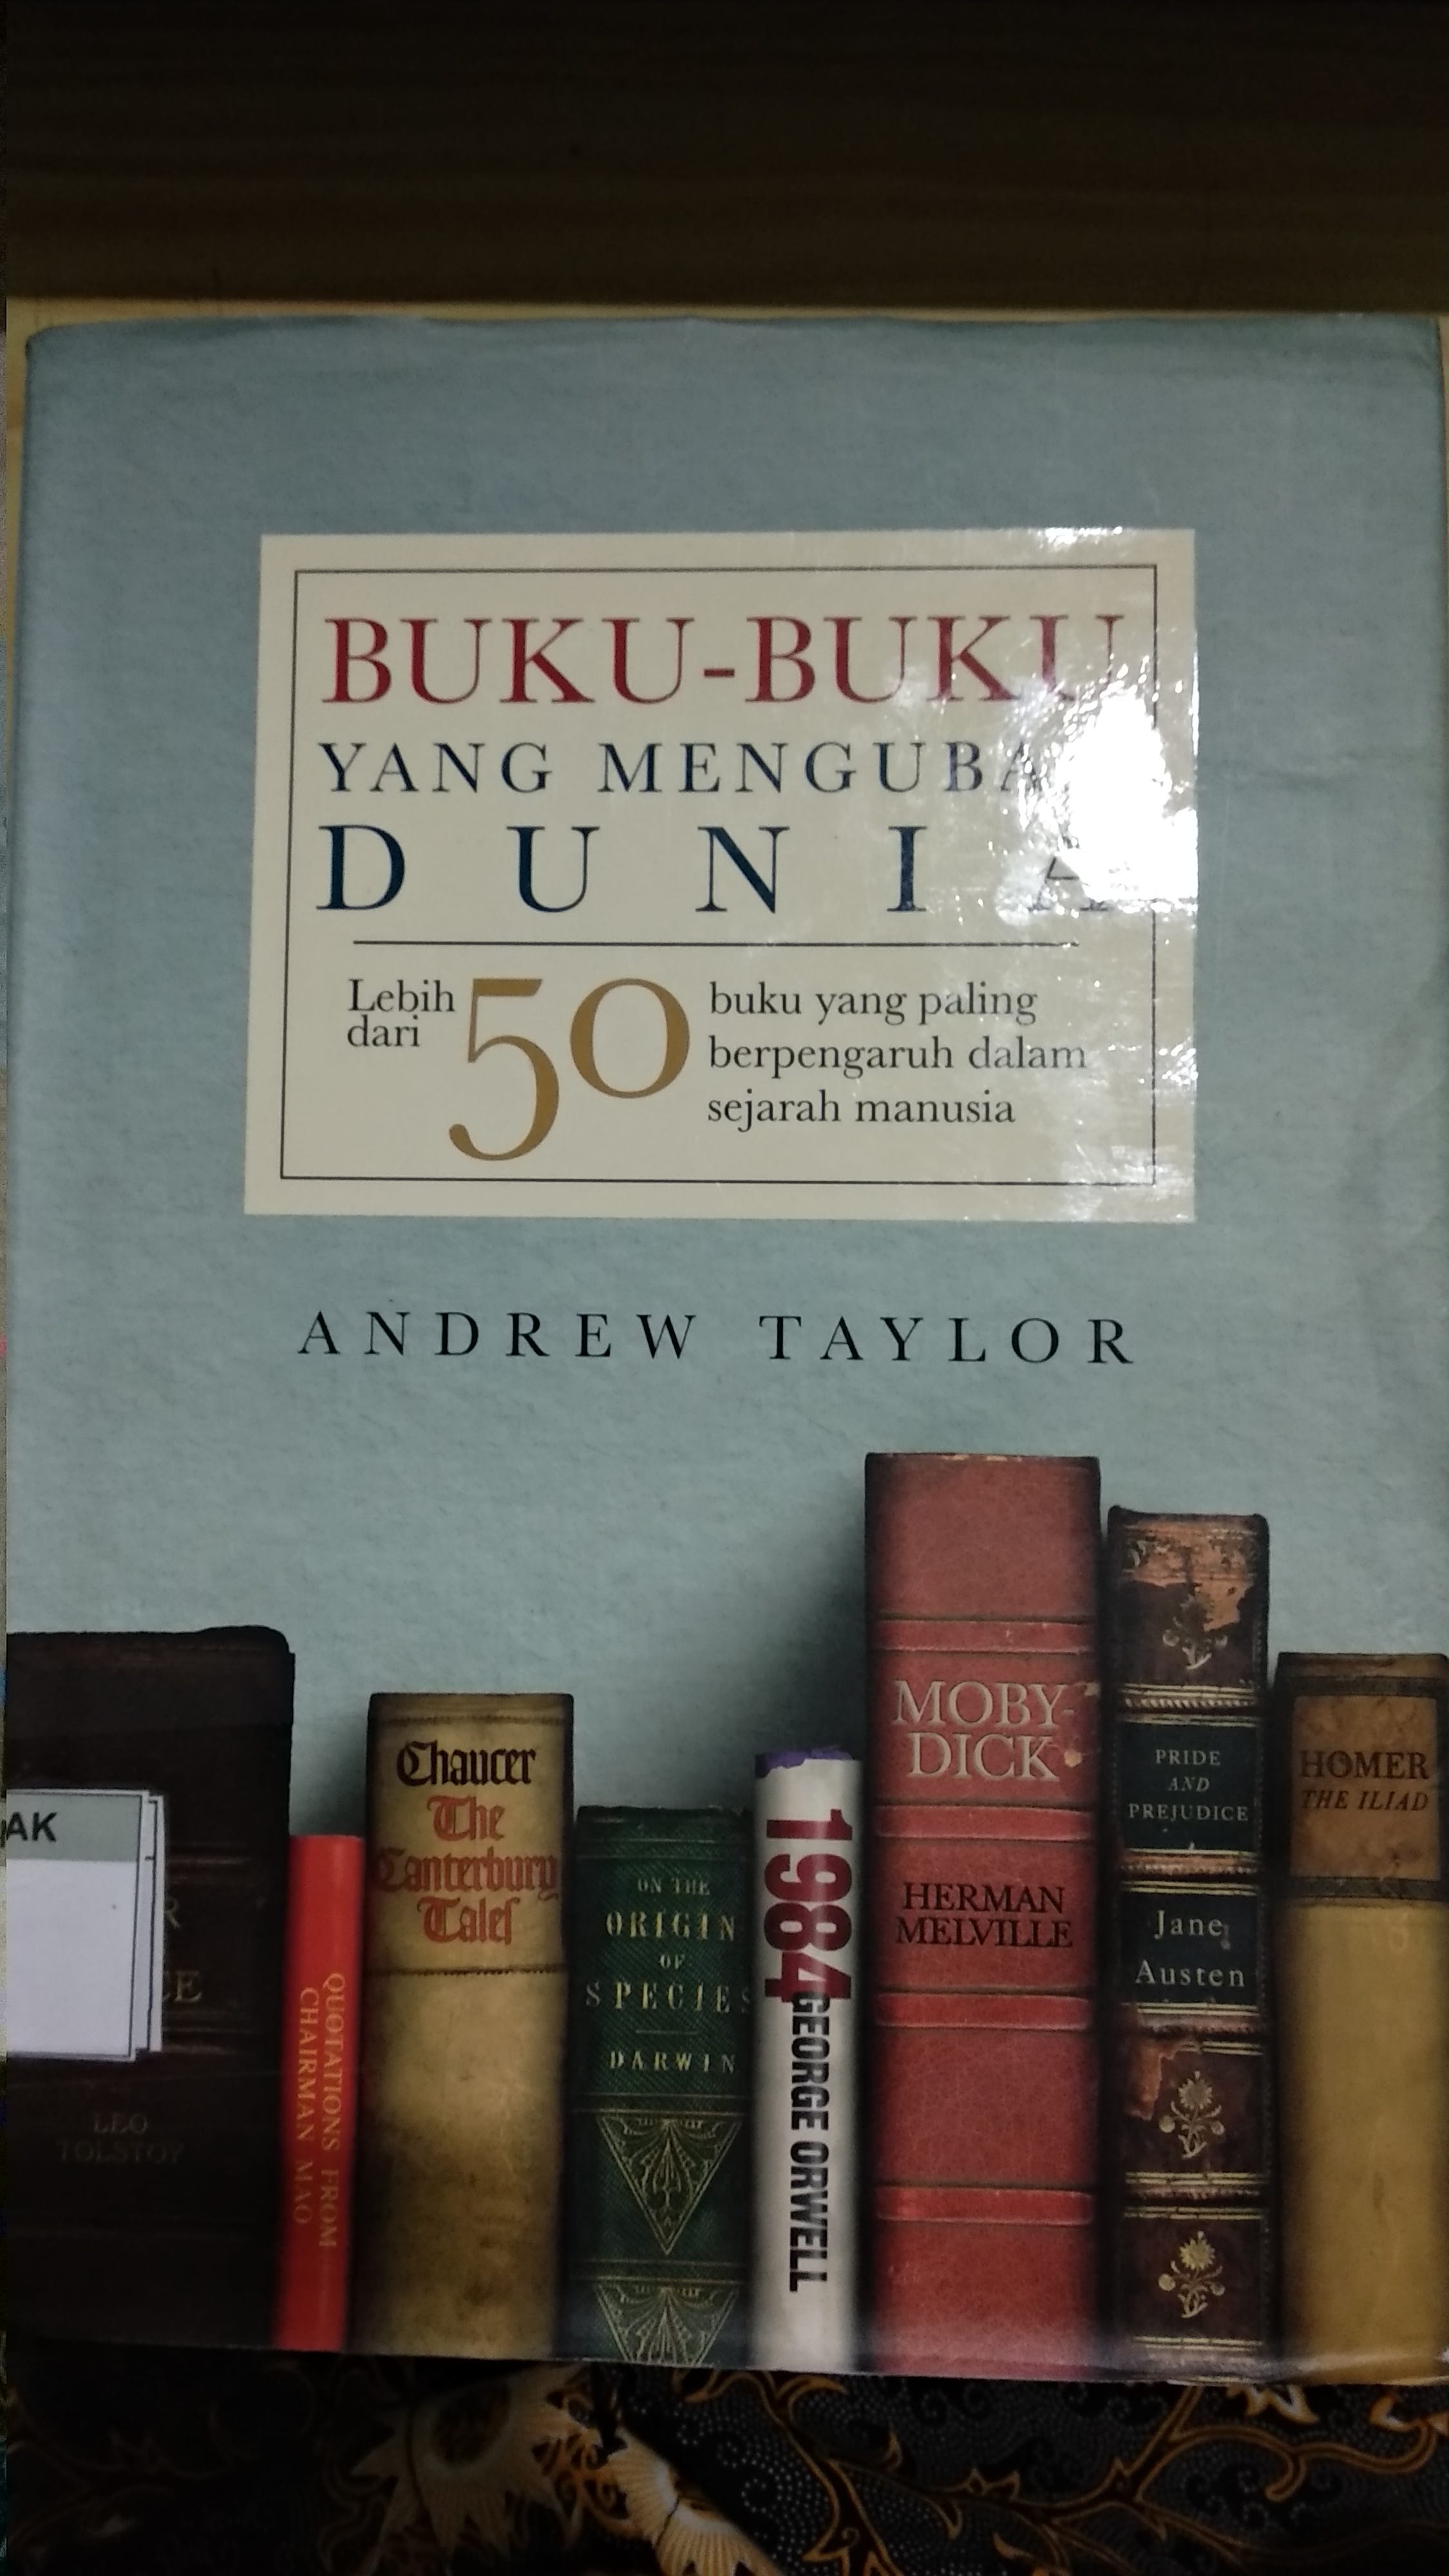 BUKU-BUKU
YANG MENGUBA
DUNIA
Lebih
dari
50
buku yang paling
berpengaruh dalam
sejarah manusia
ANDREW TAYLOR
AK
R
CE
LEO
TOLSTOY
QUOTATIONS FROM
CHAIRMAN MAO
Chaucer
The
Canterbury
Tales
ON THE
ORIGIN
OF
SPECIES
DARWIN
1984 GEORGE ORWELL
MOBY-
DICK
HERMAN
MELVILLE
PRIDE
AND
PREJUDICE
Jane
Austen
HOMER
THE ILIAD